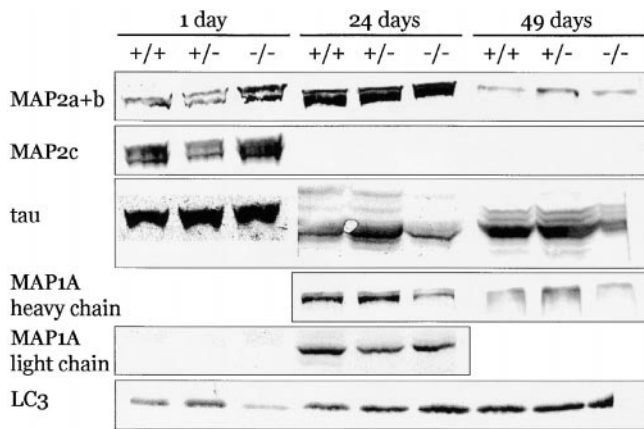 1 day 24 days 49 days
+/+ +/- -/- +/+ +/- -/- +/+ +/- -/-
MAP2a+b
MAP2c
tau
MAP1A
heavy chain
MAP1A
light chain
LC3